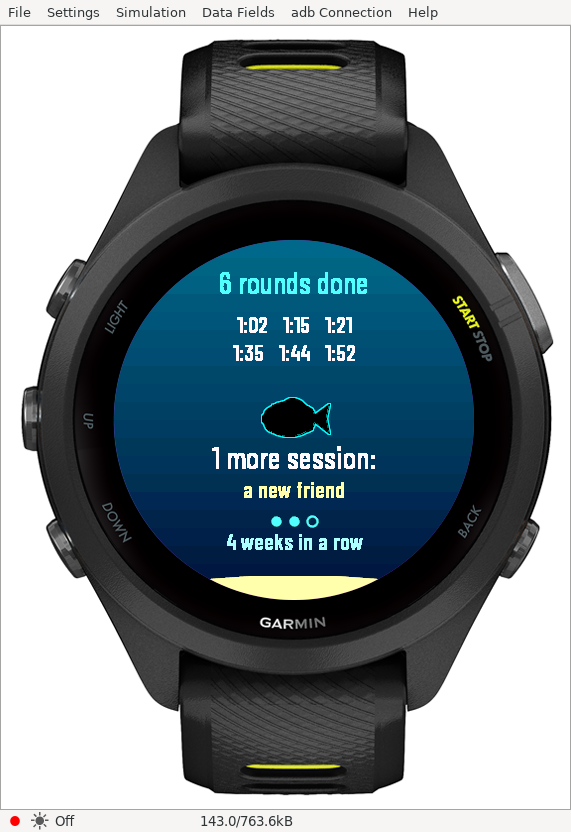 File Settings Simulation Data Fields adb Connection Help
6 rounds done
1:02 1:15 1:21
1:35 1:44 1:52
1 more session:
a new friend
4 weeks in a row
LIGHT
START STOP
UP
DOWN
BACK
GARMIN
Off 143.0/763.6kB